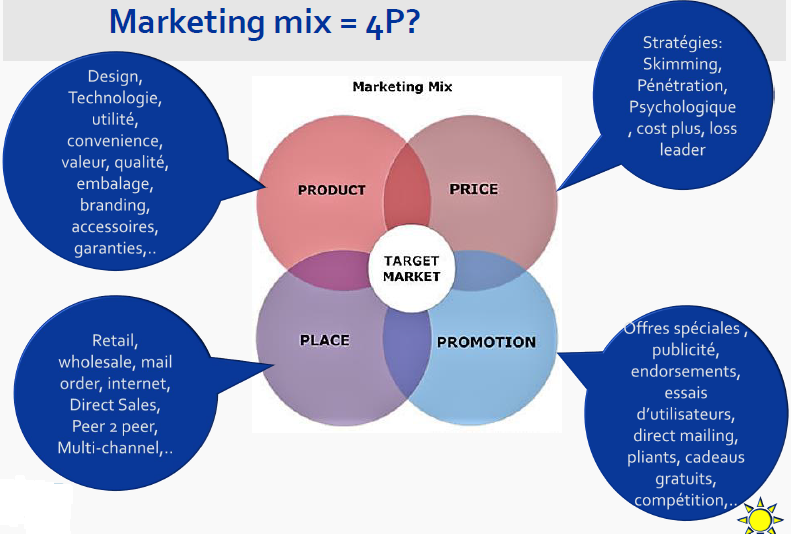 Marketing mix = 4P?
Design,
Technologie,
utilité,
convenience,
valeur, qualité,
embalage,
branding,
accessoires,
garanties,..
Marketing Mix
PRODUCT
PRICE
TARGET
MARKET
PLACE
PROMOTION
Stratégies:
Skimming,
Pénétration,
Psychologique
, cost plus, loss
leader
Retail,
wholesale, mail
order, internet,
Direct Sales,
Peer 2 peer,
Multi-channel,..
Offres spéciales ,
publicité,
endorsements,
essais
d'utilisateurs,
direct mailing,
pliants, cadeaus
gratuits,
compétition,..